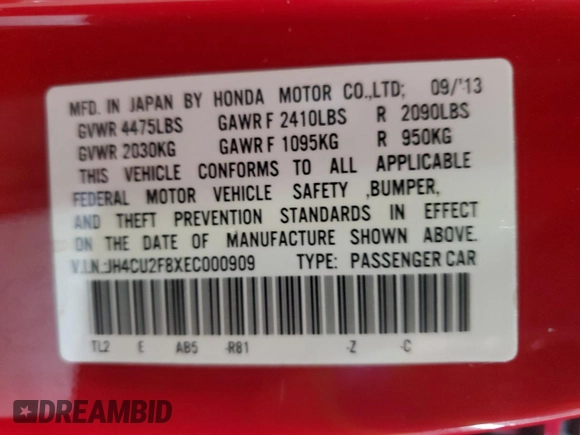 MFD. IN JAPAN BY HONDA MOTOR CO.,LTD; 09/'13
GVWR 4475LBS GAWR F 2410LBS R 2090LBS
GVWR 2030KG GAWR F 1095KG R 950KG
THIS VEHICLE CONFORMS TO ALL APPLICABLE
FEDERAL MOTOR VEHICLE SAFETY ,BUMPER,
AND THEFT PREVENTION STANDARDS IN EFFECT
ON THE DATE OF MANUFACTURE SHOWN ABOVE.
V.I.N.:JH4CU2F8XEC000909 TYPE: PASSENGER CAR
TL2 E AB5 -R81 -Z -C
DREAMBID